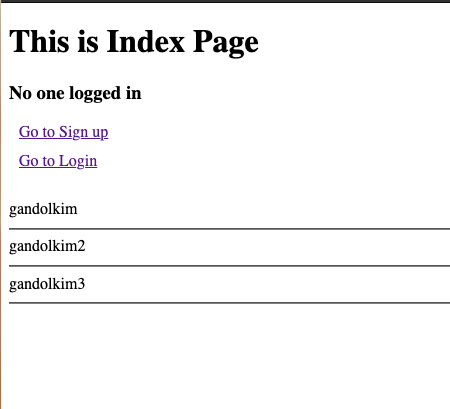 This is Index Page
No one logged in
Go to Sign up
Go to Login
gandolkim
gandolkim2
gandolkim3